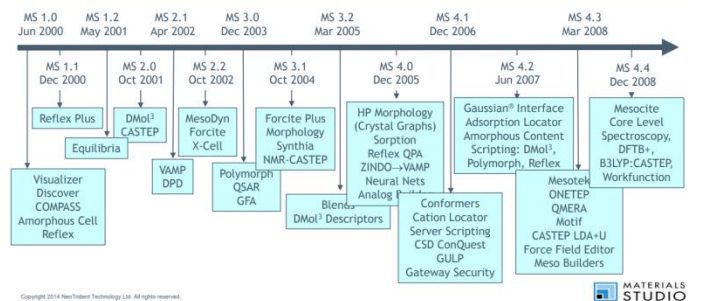 MS 1.0
Jun 2000
MS 1.2
May 2001
MS 2.1
Apr 2002
MS 3.0
Dec 2003
MS 3.2
Mar 2005
MS 4.1
Dec 2006
MS 4.3
Mar 2008
MS 1.1
Dec 2000
MS 2.0
Oct 2001
MS 2.2
Oct 2002
MS 3.1
Oct 2004
MS 4.0
Dec 2005
MS 4.2
Jun 2007
MS 4.4
Dec 2008
Reflex Plus
Equilibria
Visualizer
Discover
COMPASS
Amorphous Cell
Reflex
DMol³
CASTEP
VAMP
DPD
MesoDyn
Forcite
X-Cell
Polymorph
QSAR
GFA
Forcite Plus
Morphology
Synthia
NMR-CASTEP
Blends
DMol³ Descriptors
HP Morphology
(Crystal Graphs)
Sorption
Reflex QPA
ZINDO→VAMP
Neural Nets
Analog
Conformers
Cation Locator
Server Scripting
CSD ConQuest
GULP
Gateway Security
Gaussian® Interface
Adsorption Locator
Amorphous Content
Scripting: DMol³,
Polymorph, Reflex
Mesotek
ONETEP
QMERA
Motif
CASTEP LDA+U
Force Field Editor
Meso Builders
Mesocite
Core Level
Spectroscopy,
DFTB+,
B3LYP:CASTEP,
Workfunction
Copyright 2014 NeoTrident Technology Ltd. All rights reserved.
MATERIALS
STUDIO